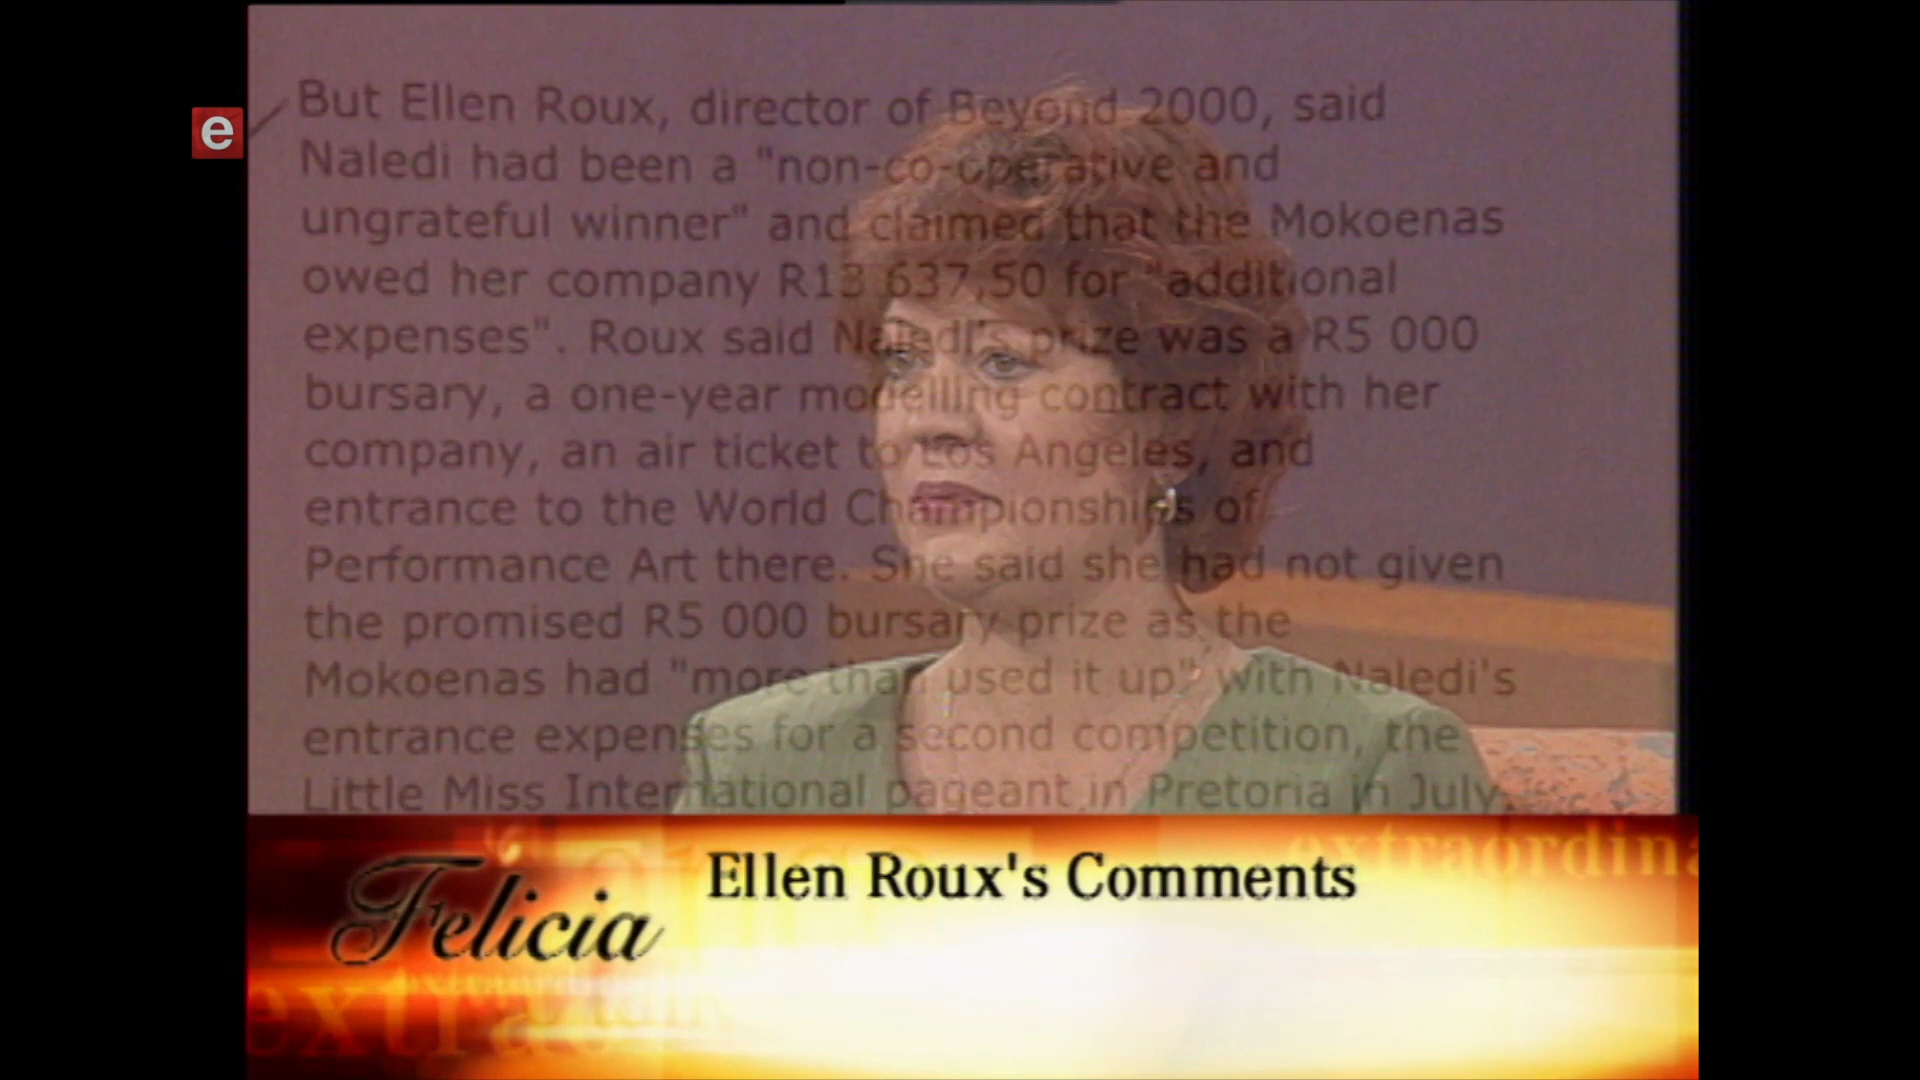 But Ellen Roux, director of Beyond 2000, said
e
Naledi had been a "non-co-operative and
ungrateful winner" and claimed that the Mokoenas
owed her company R13 637,50 for "additional
expenses". Roux said Naledi's prize was a R5 000
bursary, a one-year modelling contract with her
company, an air ticket to Los Angeles, and
entrance to the World Championships of
Performance Art there. She said she had not given
the promised R5 000 bursary prize as the
Mokoenas had "more than used it up" with Naledi's
entrance expenses for a second competition, the
Little Miss International pageant in Pretoria in July.
Felicia
Ellen Roux's Comments
extraordin
extra